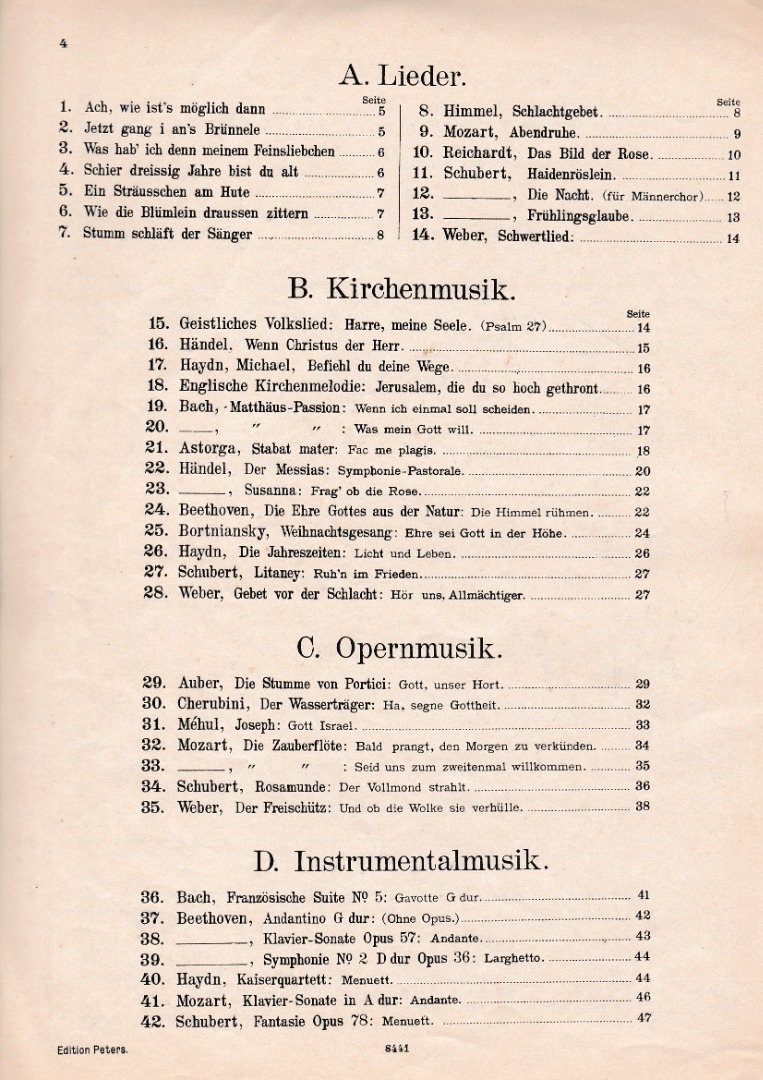 4
A. Lieder.
Seite
1. Ach, wie ist's möglich dann ............ 5
2. Jetzt gang i an's Brünnele ............ 5
3. Was hab' ich denn meinem Feinsliebchen ............ 6
4. Schier dreissig Jahre bist du alt ............ 6
5. Ein Sträusschen am Hute ............ 7
6. Wie die Blümlein draussen zittern ............ 7
7. Stumm schläft der Sänger ............ 8
Seite
8. Himmel, Schlachtgebet. ............ 8
9. Mozart, Abendruhe. ............ 9
10. Reichardt, Das Bild der Rose. ............ 10
11. Schubert, Haidenröslein. ............ 11
12. ———, Die Nacht. (für Männerchor) ............ 12
13. ———, Frühlingsglaube. ............ 13
14. Weber, Schwertlied: ............ 14
B. Kirchenmusik.
Seite
15. Geistliches Volkslied: Harre, meine Seele. (Psalm 27) ............ 14
16. Händel, Wenn Christus der Herr. ............ 15
17. Haydn, Michael, Befiehl du deine Wege. ............ 16
18. Englische Kirchenmelodie: Jerusalem, die du so hoch gethront ............ 16
19. Bach, Matthäus-Passion: Wenn ich einmal soll scheiden. ............ 17
20. ———, " " : Was mein Gott will. ............ 17
21. Astorga, Stabat mater: Fac me plagis. ............ 18
22. Händel, Der Messias: Symphonie-Pastorale. ............ 20
23. ———, Susanna: Frag' ob die Rose. ............ 22
24. Beethoven, Die Ehre Gottes aus der Natur: Die Himmel rühmen. ............ 22
25. Bortniansky, Weihnachtsgesang: Ehre sei Gott in der Höhe. ............ 24
26. Haydn, Die Jahreszeiten: Licht und Leben. ............ 26
27. Schubert, Litaney: Ruh'n im Frieden. ............ 27
28. Weber, Gebet vor der Schlacht: Hör uns, Allmächtiger. ............ 27
C. Opernmusik.
29. Auber, Die Stumme von Portici: Gott, unser Hort. ............ 29
30. Cherubini, Der Wasserträger: Ha, segne Gottheit. ............ 32
31. Méhul, Joseph: Gott Israel. ............ 33
32. Mozart, Die Zauberflöte: Bald prangt, den Morgen zu verkünden. ............ 34
33. ———, " " : Seid uns zum zweitenmal willkommen. ............ 35
34. Schubert, Rosamunde: Der Vollmond strahlt. ............ 36
35. Weber, Der Freischütz: Und ob die Wolke sie verhülle. ............ 38
D. Instrumentalmusik.
36. Bach, Französische Suite No 5: Gavotte G dur. ............ 41
37. Beethoven, Andantino G dur: (Ohne Opus.) ............ 42
38. ———, Klavier-Sonate Opus 57: Andante. ............ 43
39. ———, Symphonie No 2 D dur Opus 36: Larghetto. ............ 44
40. Haydn, Kaiserquartett: Menuett. ............ 44
41. Mozart, Klavier-Sonate in A dur: Andante. ............ 46
42. Schubert, Fantasie Opus 78: Menuett. ............ 47
Edition Peters.
8441